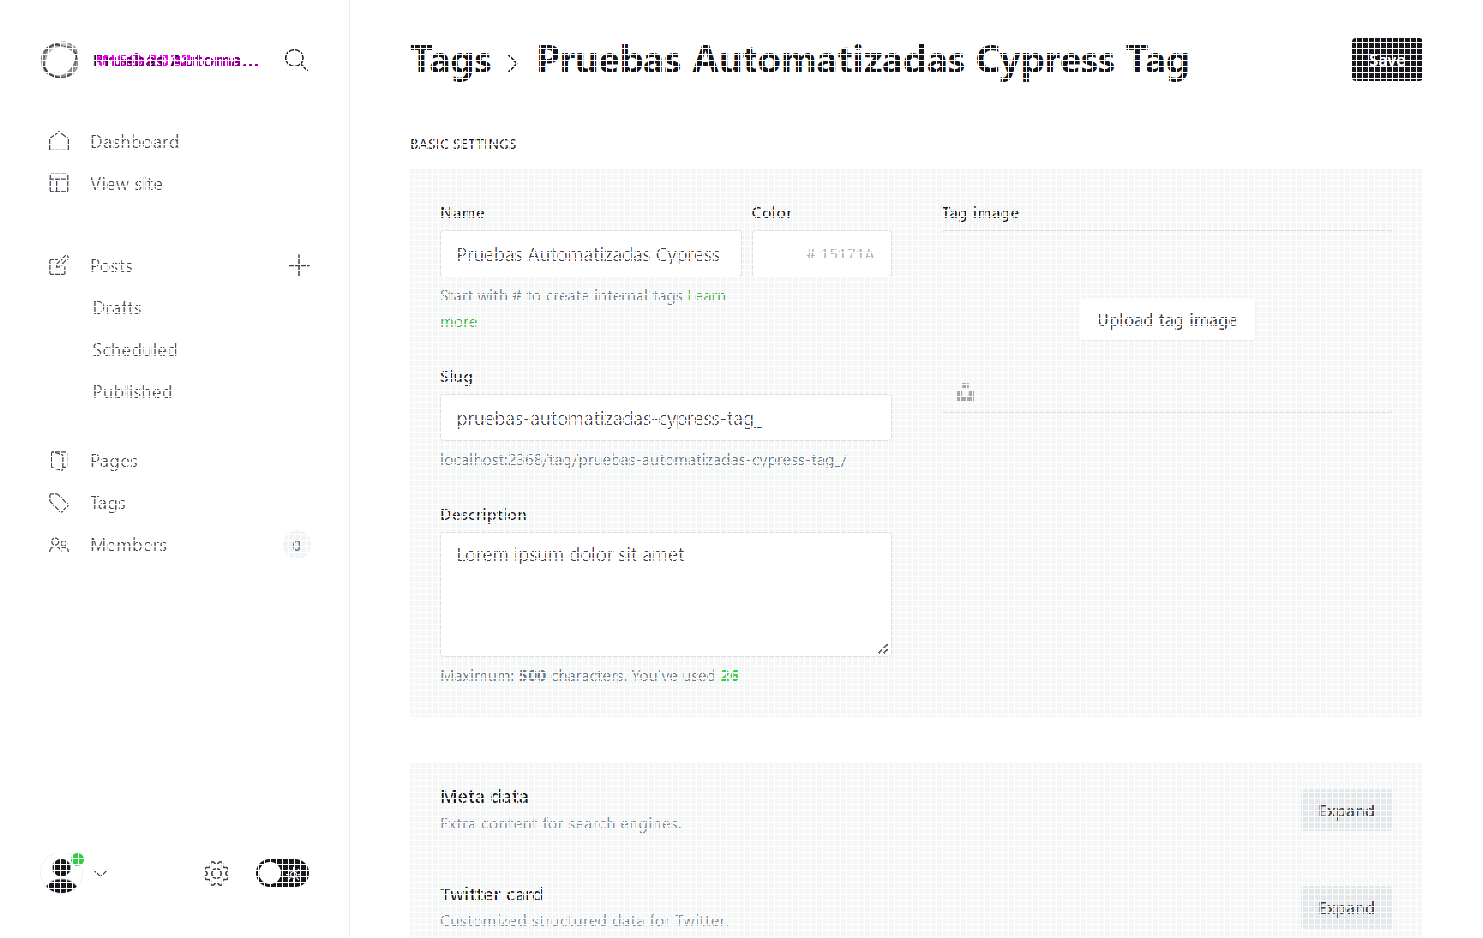 Tags > Pruebas Automatizadas Cypress Tag
Save
Dashboard
View site
Posts
Drafts
Scheduled
Published
Pages
Tags
Members
0
BASIC SETTINGS
Name
Pruebas Automatizadas Cypress
Start with # to create internal tags Learn
more
Color
# 15171A
Slug
pruebas-automatizadas-cypress-tag_
localhost:2368/tag/pruebas-automatizadas-cypress-tag_/
Description
Lorem ipsum dolor sit amet
Maximum: 500 characters. You've used 26
Tag image
Upload tag image
Meta data
Extra content for search engines.
Expand
Twitter card
Customized structured data for Twitter.
Expand